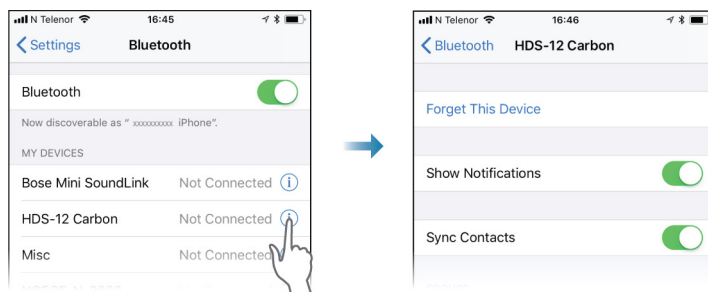 N Telenor 16:45
Settings Bluetooth
Bluetooth
Now discoverable as " xxxxxxxxxx iPhone".
MY DEVICES
Bose Mini SoundLink Not Connected i
HDS-12 Carbon Not Connected i
Misc Not Connected
N Telenor 16:46
Bluetooth HDS-12 Carbon
Forget This Device
Show Notifications
Sync Contacts